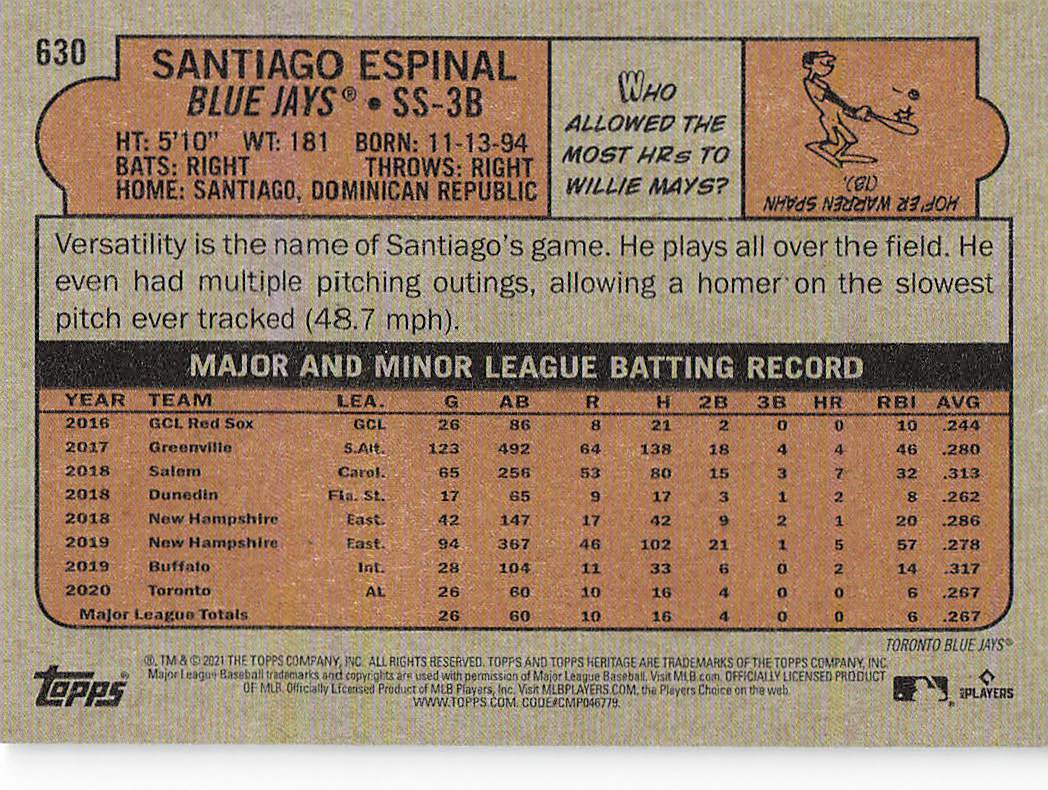 630
SANTIAGO ESPINAL
BLUE JAYS® • SS-3B
HT: 5'10" WT: 181 BORN: 11-13-94
BATS: RIGHT THROWS: RIGHT
HOME: SANTIAGO, DOMINICAN REPUBLIC
WHO
ALLOWED THE
MOST HRs TO
WILLIE MAYS?
HOFER WARREN SPAHN
(18).
Versatility is the name of Santiago's game. He plays all over the field. He
even had multiple pitching outings, allowing a homer on the slowest
pitch ever tracked (48.7 mph).
MAJOR AND MINOR LEAGUE BATTING RECORD
YEAR TEAM LEA. G AB R H 2B 3B HR RBI AVG
2016 GCL Red Sox GCL 26 86 8 21 2 0 0 10 .244
2017 Greenville S.Atl. 123 492 64 138 18 4 4 46 .280
2018 Salem Carol. 65 256 53 80 15 3 7 32 .313
2018 Dunedin Fla. St. 17 65 9 17 3 1 2 8 .262
2018 New Hampshire East. 42 147 17 42 9 2 1 20 .286
2019 New Hampshire East. 94 367 46 102 21 1 5 57 .278
2019 Buffalo Int. 28 104 11 33 6 0 2 14 .317
2020 Toronto AL 26 60 10 16 4 0 0 6 .267
Major League Totals 26 60 10 16 4 0 0 6 .267
TORONTO BLUE JAYS®
®, TM & © 2021 THE TOPPS COMPANY, INC. ALL RIGHTS RESERVED. TOPPS AND TOPPS HERITAGE ARE TRADEMARKS OF THE TOPPS COMPANY, INC.
Major League Baseball trademarks and copyrights are used with permission of Major League Baseball. Visit MLB.com. OFFICIALLY LICENSED PRODUCT
OF MLB. Officially Licensed Product of MLB Players, Inc. Visit MLBPLAYERS.COM, the Players Choice on the web.
WWW.TOPPS.COM. CODE#CMP046779.
topps®
MLBPLAYERS